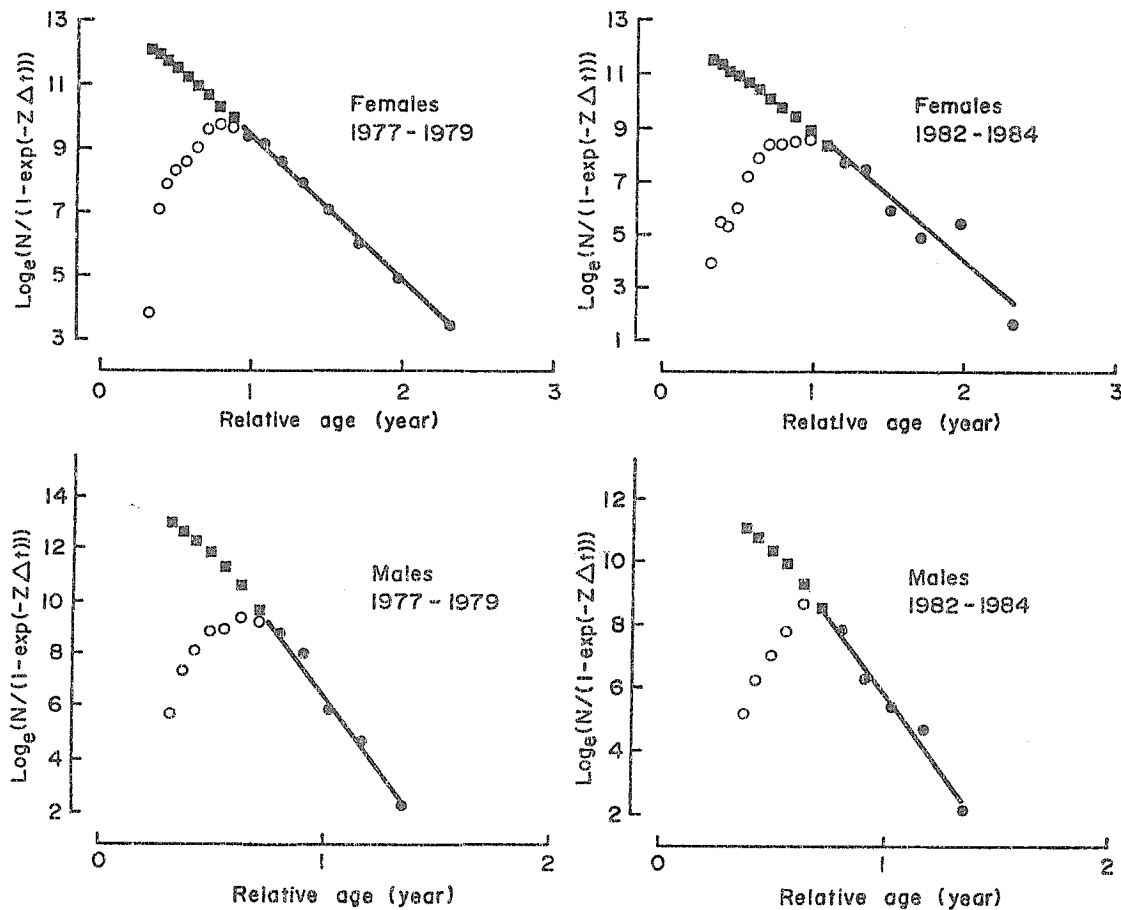 Log_e(N/(1-exp(-ZΔt)))
13
11
9
7
5
3
Females
1977-1979
0 1 2 3
Relative age (year)
Log_e(N/(1-exp(-ZΔt)))
13
11
9
7
5
3
1
Females
1982-1984
0 1 2 3
Relative age (year)
Log_e(N/(1-exp(-ZΔt)))
14
12
10
8
6
4
2
Males
1977-1979
0 1 2
Relative age (year)
Log_e(N/(1-exp(-ZΔt)))
12
10
8
6
4
2
Males
1982-1984
0 1 2
Relative age (year)